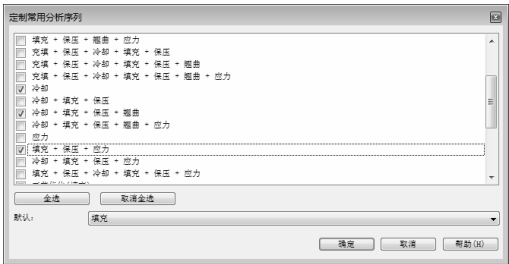 定制常用分析序列
填充 + 保压 + 翘曲 + 应力
充填 + 保压 + 冷却 + 填充 + 保压
充填 + 保压 + 冷却 + 填充 + 保压 + 翘曲
充填 + 保压 + 冷却 + 填充 + 保压 + 翘曲 + 应力
冷却
冷却 + 填充 + 保压
冷却 + 填充 + 保压 + 翘曲
冷却 + 填充 + 保压 + 翘曲 + 应力
应力
填充 + 保压 + 应力
冷却 + 填充 + 保压 + 应力
填充 + 保压 + 冷却 + 填充 + 保压 + 应力
全选
取消全选
默认:
填充
确定
取消
帮助(H)